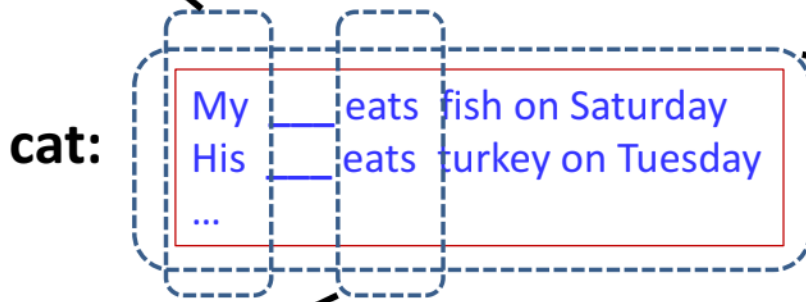 cat:
My ___ eats fish on Saturday
His ___ eats turkey on Tuesday
...